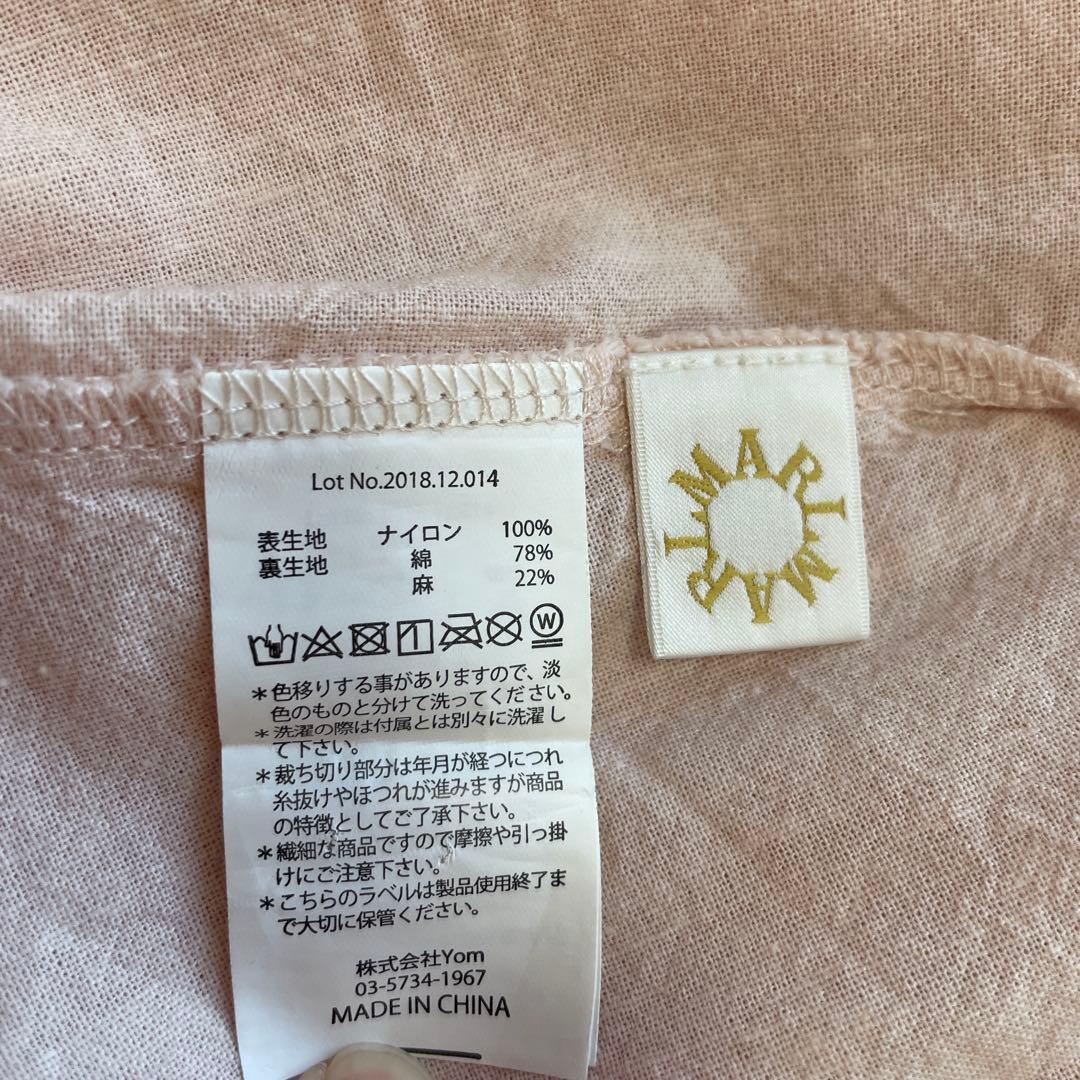 Lot No.2018.12.014
表生地 ナイロン 100%
裏生地 綿 78%
麻 22%
W
*色移りする事がありますので、淡
色のものと分けて洗ってください。
*洗濯の際は付属とは別々に洗濯し
て下さい。
*裁ち切り部分は年月が経つにつれ
糸抜けやほつれが進みますが商品
の特徴としてご了承下さい。
*繊細な商品ですので摩擦や引っ掛
けにご注意下さい。
*こちらのラベルは製品使用終了ま
で大切に保管ください。
株式会社Yom
03-5734-1967
MADE IN CHINA
MARIMARI